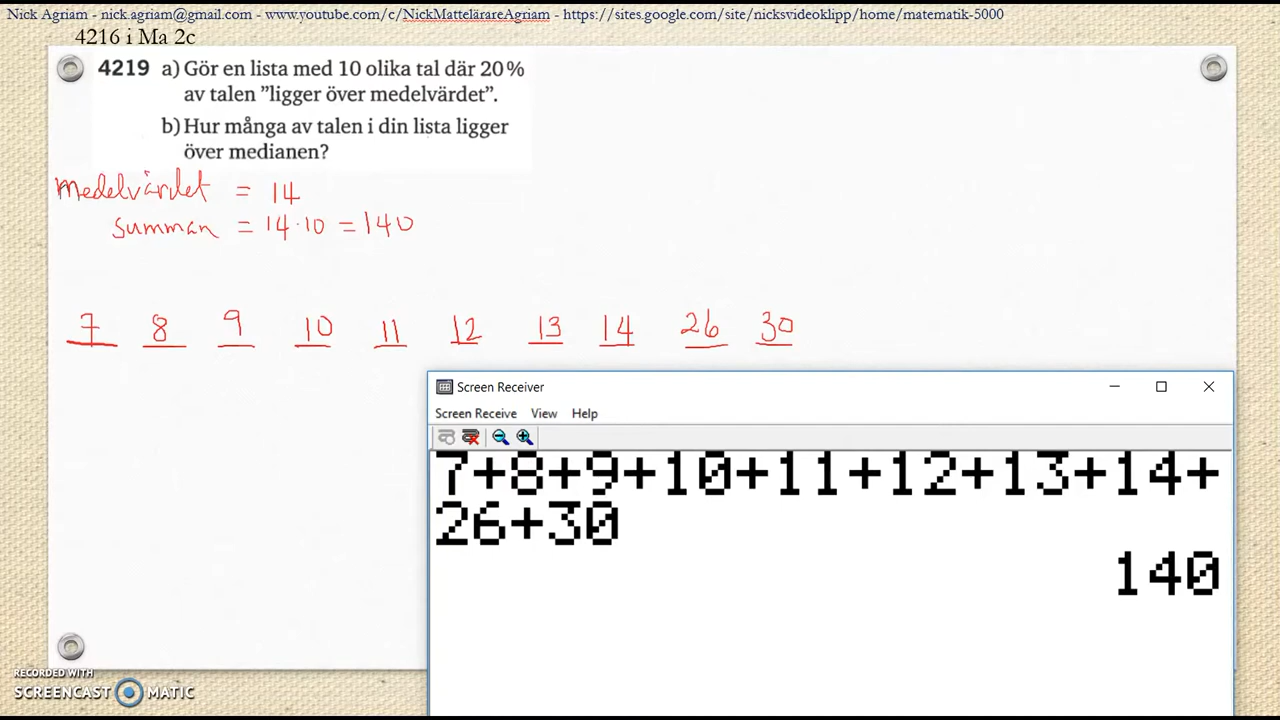 Nick Agriam - nick.agriam@gmail.com - www.youtube.com/c/NickMattelärareAgriam - https://sites.google.com/site/nicksvideoklipp/home/matematik-5000
4216 i Ma 2c
4219 a) Gör en lista med 10 olika tal där 20%
av talen ”ligger över medelvärdet”.
b) Hur många av talen i din lista ligger
över medianen?
medelvärdet = 14
summan = 14·10 = 140
7 8 9 10 11 12 13 14 26 30
Screen Receiver
Screen Receive View Help
7+8+9+10+11+12+13+14+
26+30
140
RECORDED WITH
SCREENCAST MATIC